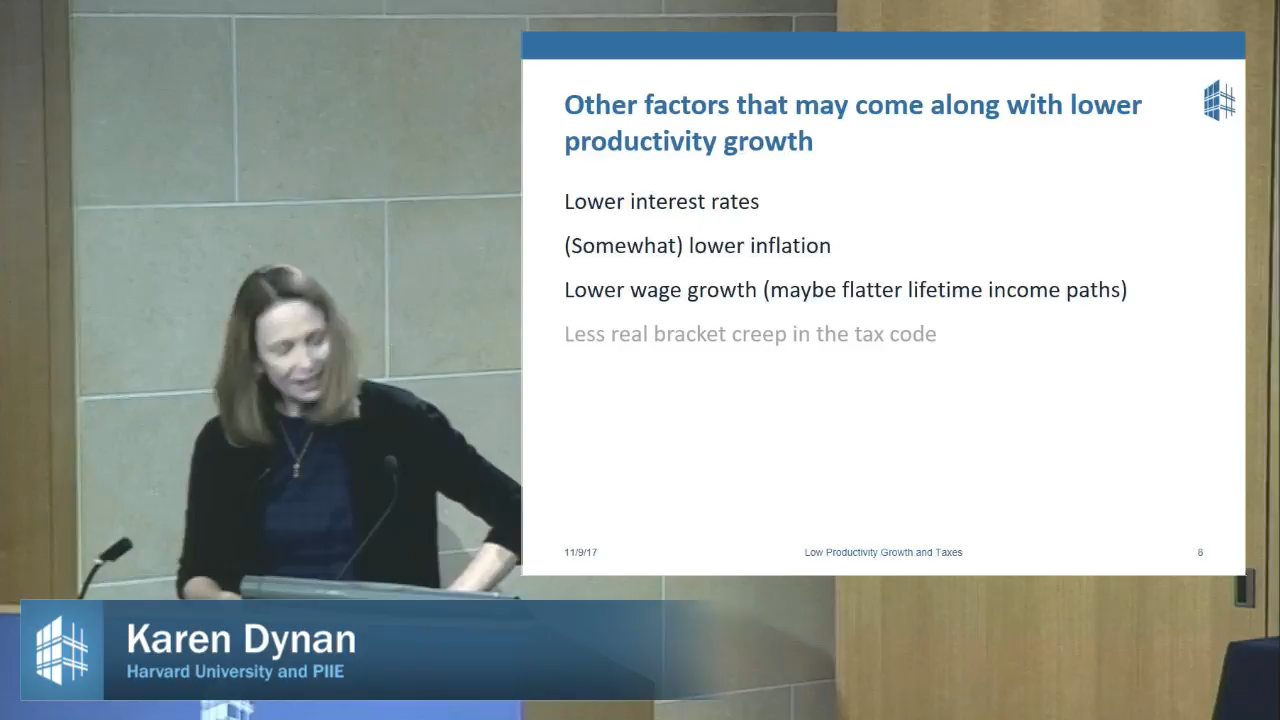 Other factors that may come along with lower
productivity growth
Lower interest rates
(Somewhat) lower inflation
Lower wage growth (maybe flatter lifetime income paths)
Less real bracket creep in the tax code
11/9/17
Low Productivity Growth and Taxes
6
Karen Dynan
Harvard University and PIIE